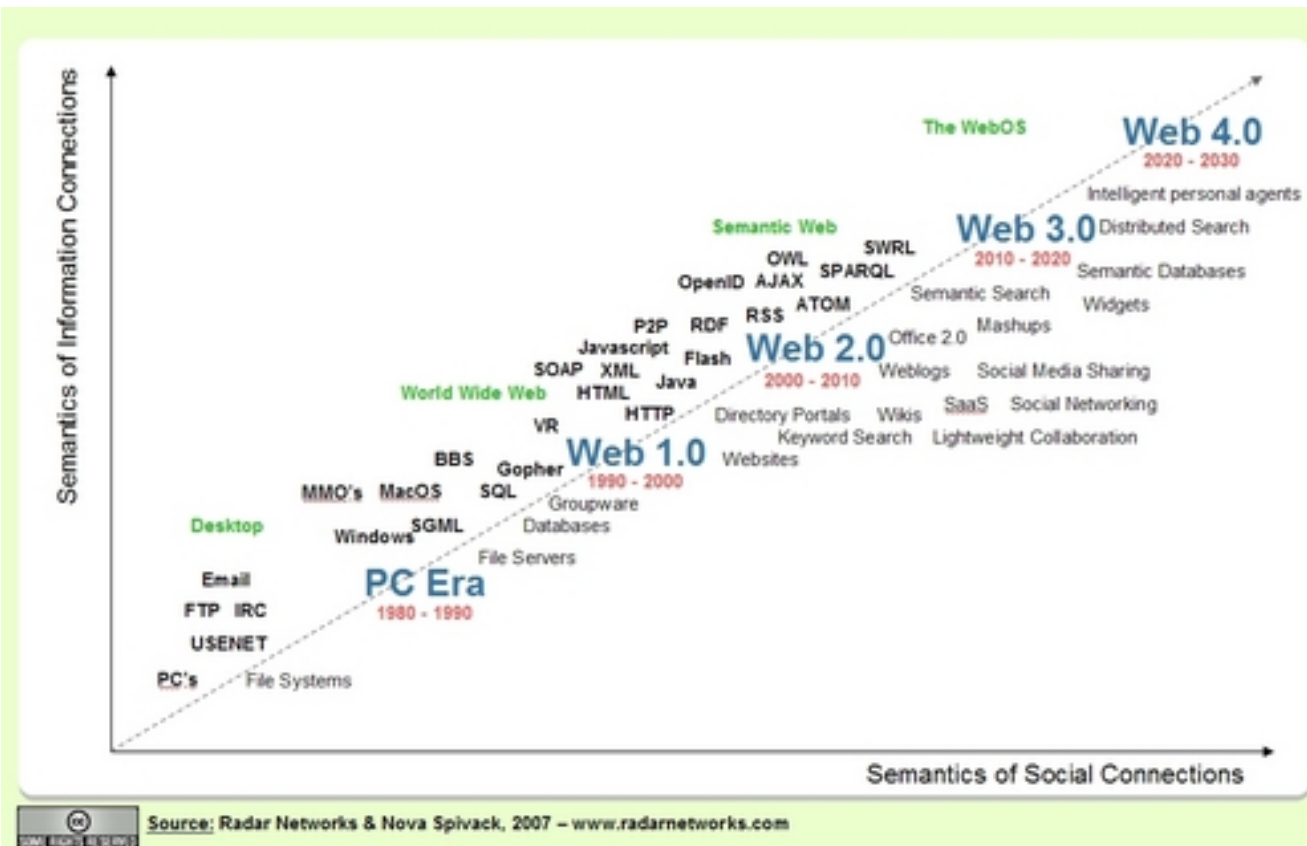 Semantics of Information Connections
The WebOS
Web 4.0
2020 - 2030
Intelligent personal agents
Semantic Web
SWRL
Web 3.0
Distributed Search
2010 - 2020
OWL
SPARQL
Semantic Databases
OpenID
AJAX
Semantic Search
Widgets
ATOM
RSS
P2P
RDF
Mashups
Office 2.0
Javascript
Flash
Web 2.0
2000 - 2010
SOAP
XML
Java
Weblogs
Social Media Sharing
World Wide Web
HTML
HTTP
Directory Portals
Wikis
SaaS
Social Networking
VR
Keyword Search
Lightweight Collaboration
Web 1.0
1990 - 2000
Websites
BBS
Gopher
MMO's
MacOS
SQL
Groupware
Desktop
SGML
Databases
Windows
File Servers
PC Era
1980 - 1990
Email
FTP
IRC
USENET
PC's
File Systems
Semantics of Social Connections
cc
SOME RIGHTS RESERVED
Source: Radar Networks & Nova Spivack, 2007 – www.radarnetworks.com